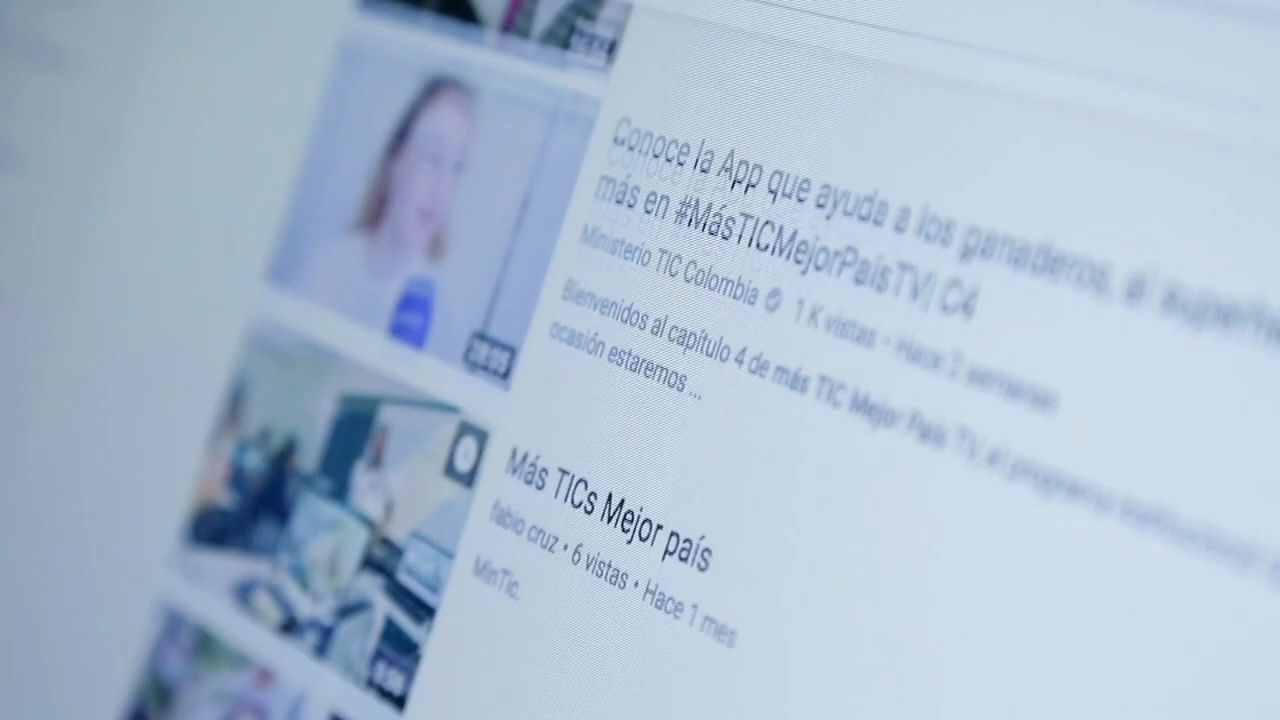 Conoce la App que ayuda a los ganaderos, al
más en #MásTICMejorPaísTV| C4
Ministerio TIC Colombia 1 K vistas • Hace 2 semanas
Bienvenidos al capítulo 4 de más TIC Mejor País TV, el programa
ocasión estaremos ...
28:05
Más TICs Mejor país
fabio cruz • 6 vistas • Hace 1 mes
MinTic.